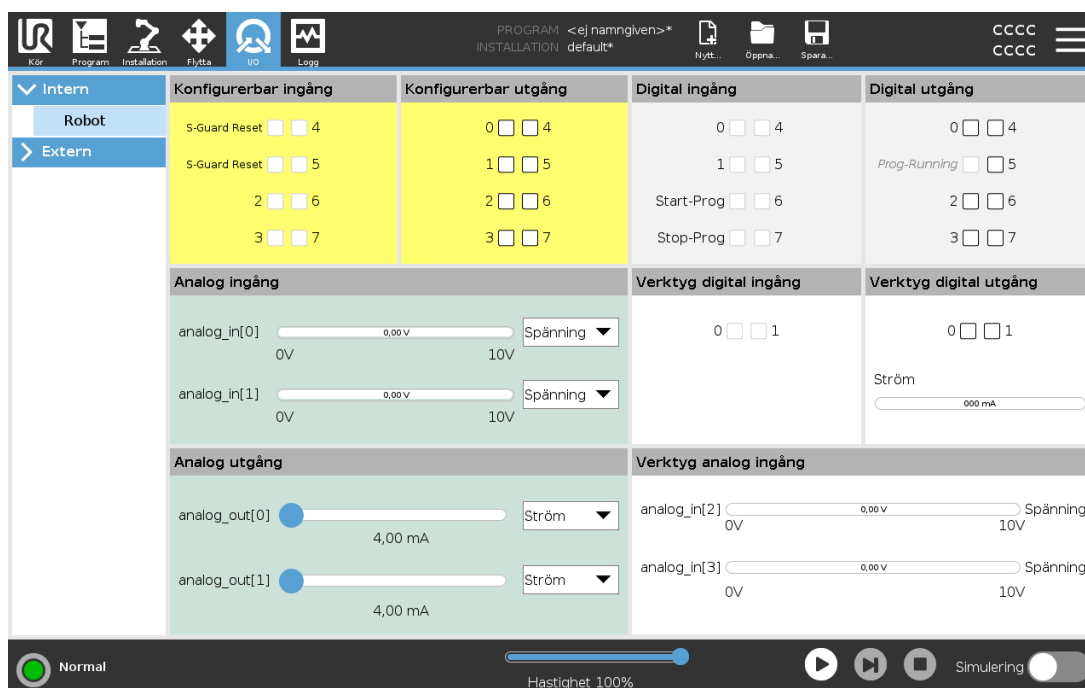 PROGRAM <ej namngiven>*
INSTALLATION default*
CCCC
CCCC
Kör Program Installation Flytta I/O Logg Nytt... Öppna... Spara...
Intern
Robot
Extern
Konfigurerbar ingång
S-Guard Reset 4
S-Guard Reset 5
2 6
3 7
Konfigurerbar utgång
0 4
1 5
2 6
3 7
Digital ingång
0 4
1 5
Start-Prog 6
Stop-Prog 7
Digital utgång
0 4
Prog-Running 5
2 6
3 7
Analog ingång
analog_in[0] 0,00 V Spänning
0V 10V
analog_in[1] 0,00 V Spänning
0V 10V
Verktyg digital ingång
0 1
Verktyg digital utgång
0 1
Ström
000 mA
Analog utgång
analog_out[0] Ström
4,00 mA
analog_out[1] Ström
4,00 mA
Verktyg analog ingång
analog_in[2] 0,00 V Spänning
0V 10V
analog_in[3] 0,00 V Spänning
0V 10V
Normal
Hastighet 100%
Simulering